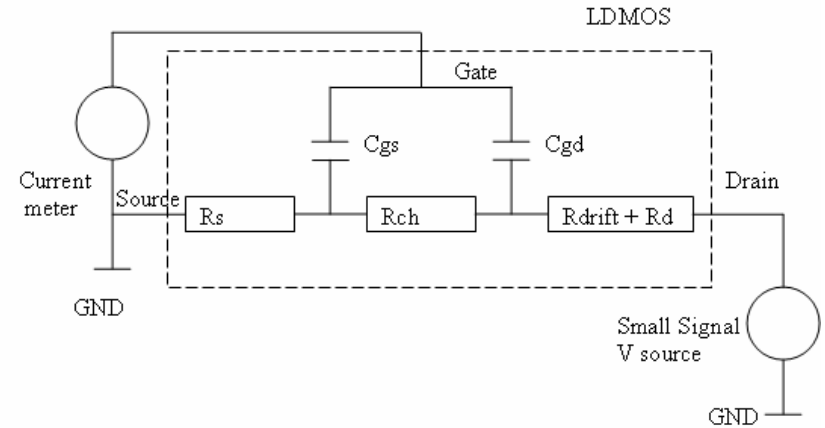 LDMOS
Gate
Cgs
Cgd
Current
meter
Source
Drain
Rs
Rch
Rdrift + Rd
GND
Small Signal
V source
GND